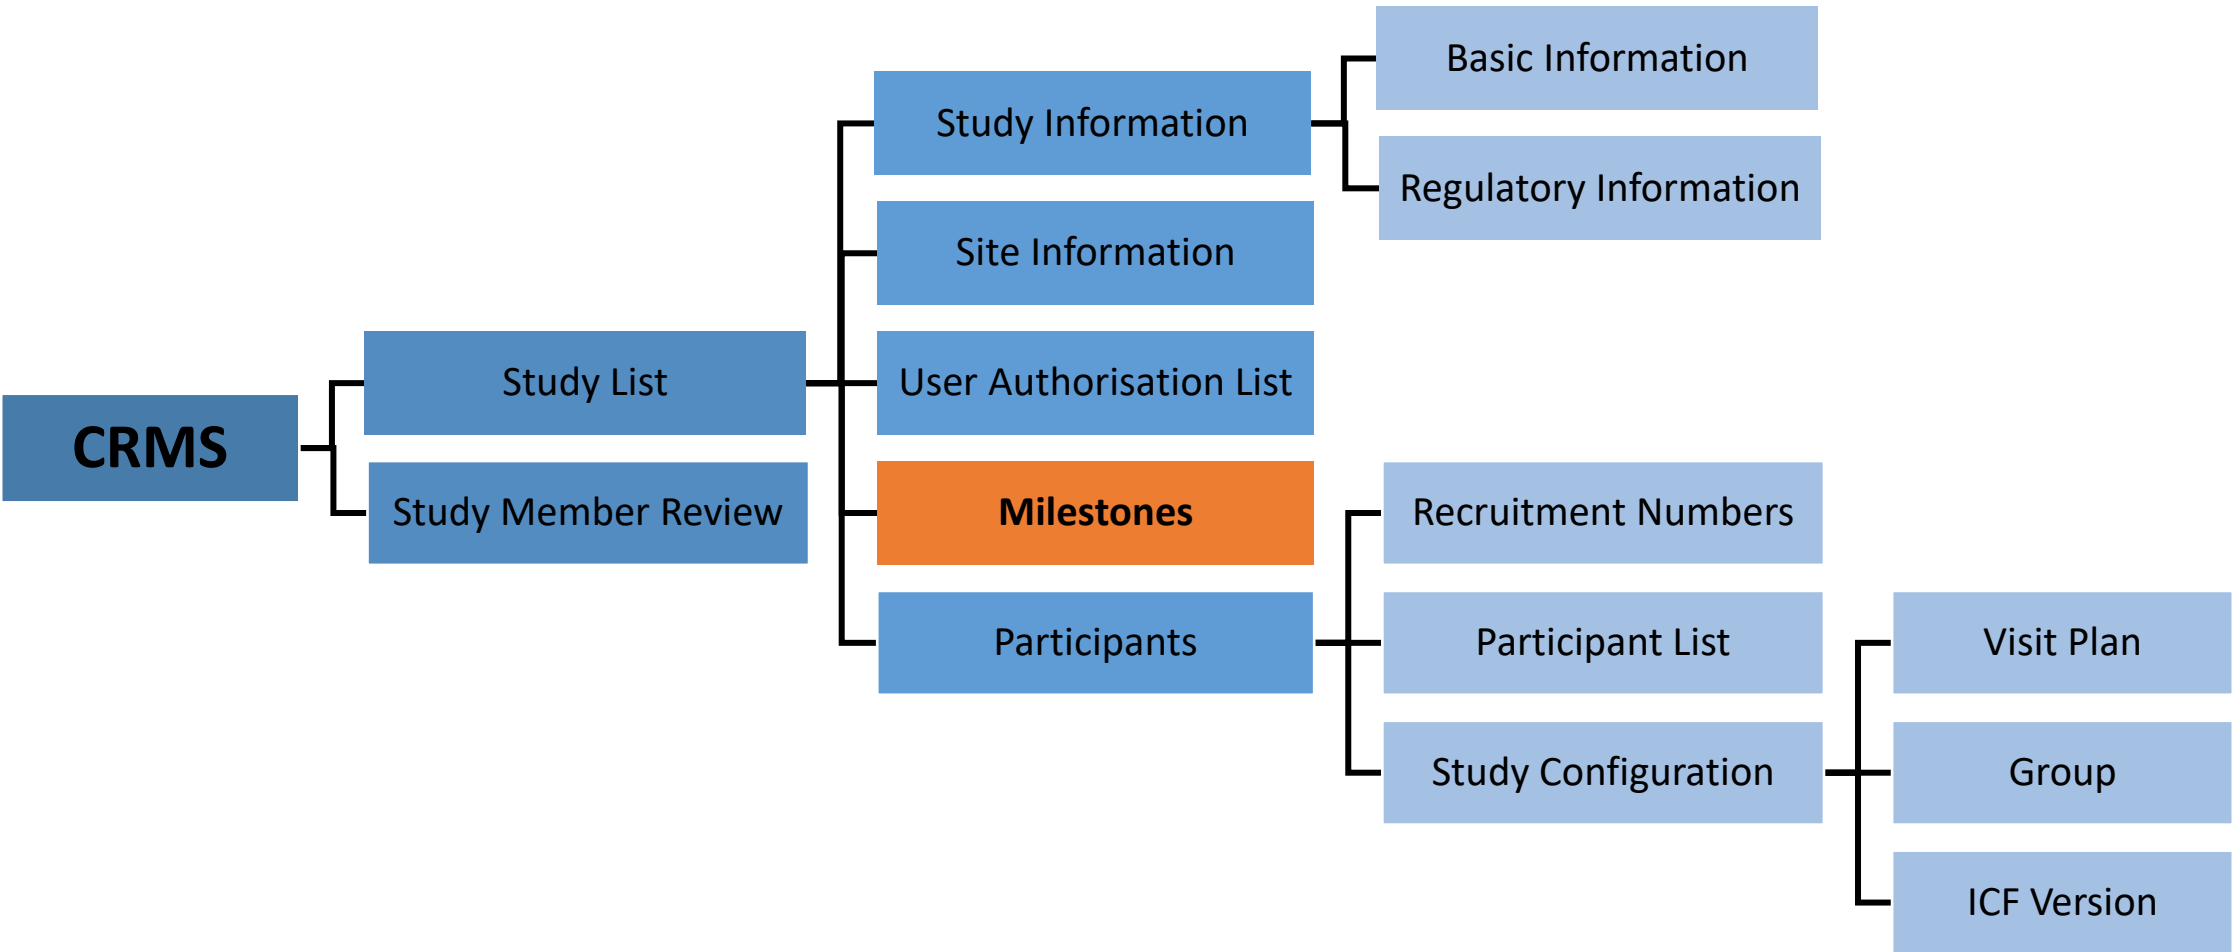 CRMS
Study List
Study Member Review
Study Information
Site Information
User Authorisation List
Milestones
Participants
Basic Information
Regulatory Information
Recruitment Numbers
Participant List
Study Configuration
Visit Plan
Group
ICF Version